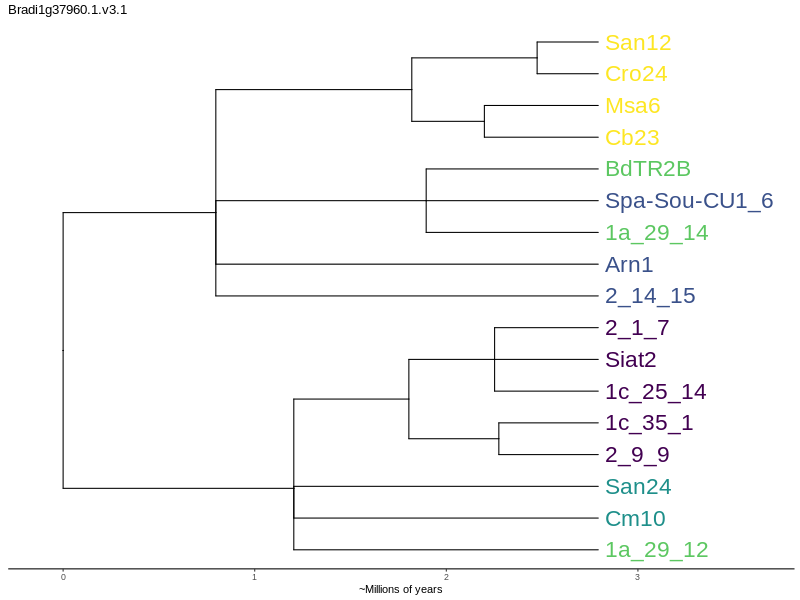 Bradi1g37960.1.v3.1
San12
Cro24
Msa6
Cb23
BdTR2B
Spa-Sou-CU1_6
1a_29_14
Arn1
2_14_15
2_1_7
Siat2
1c_25_14
1c_35_1
2_9_9
San24
Cm10
1a_29_12
0 1 2 3
~Millions of years